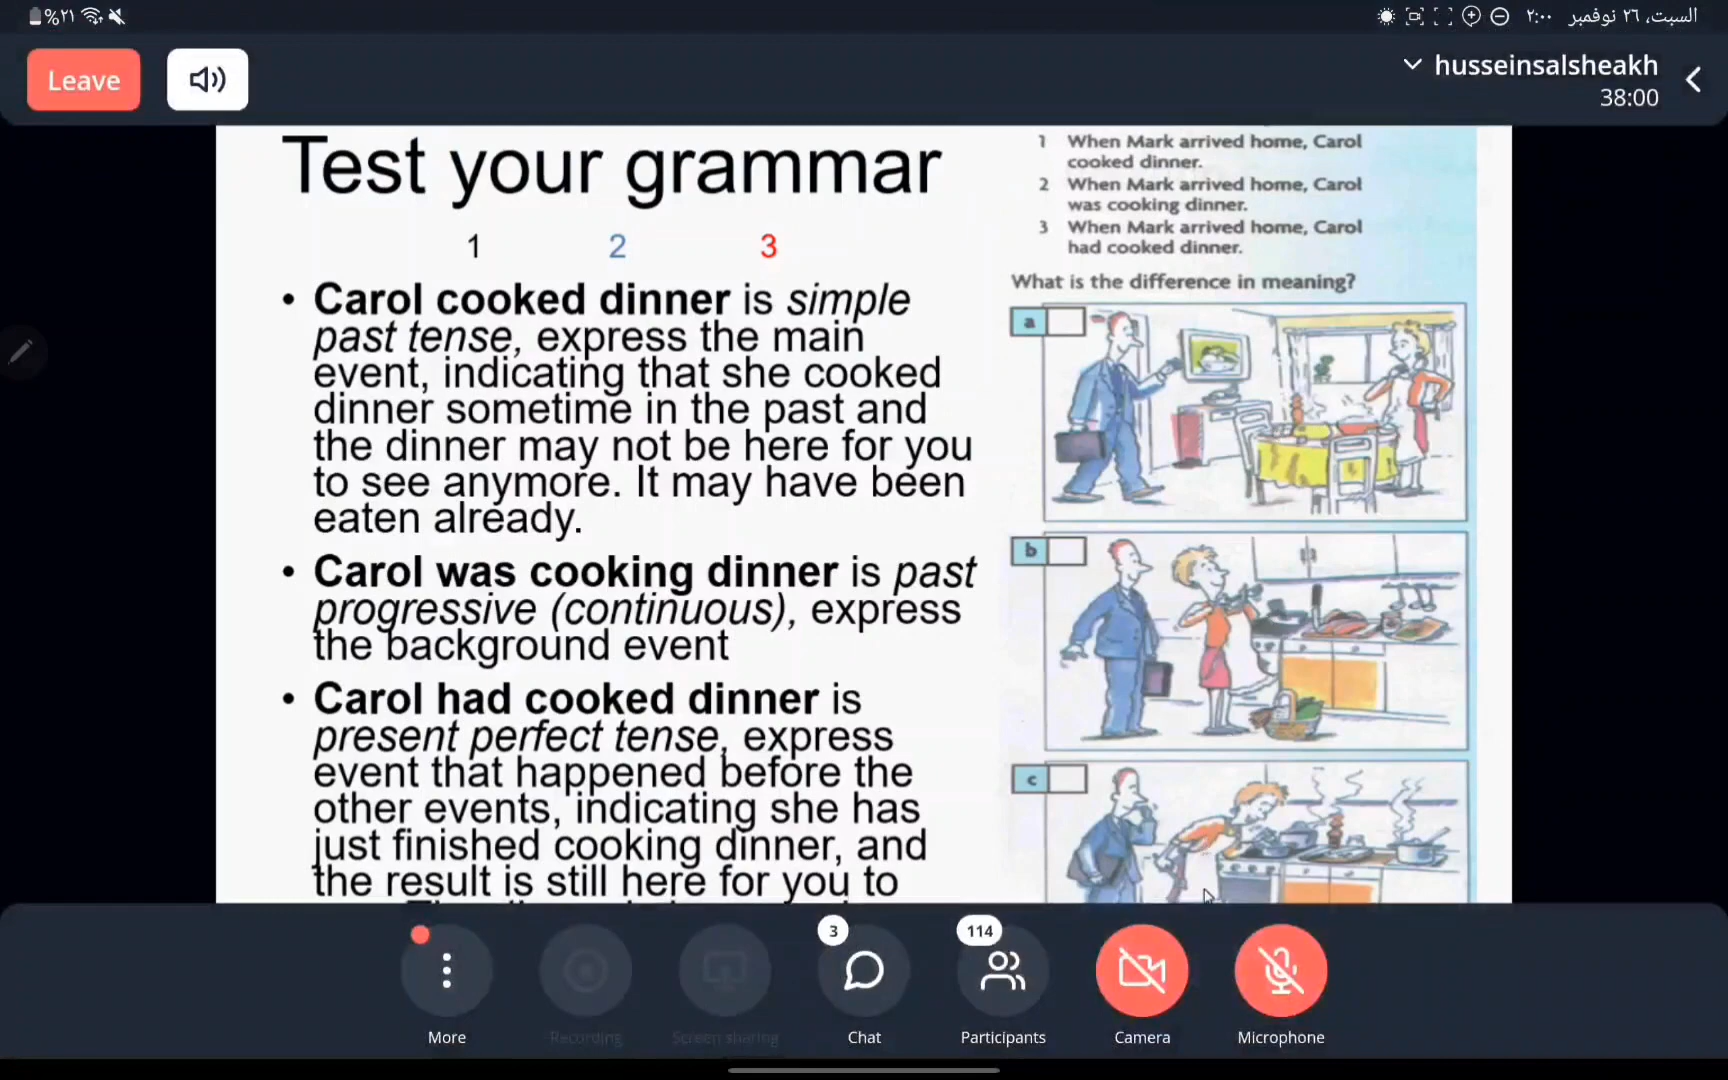 %٢١
السبت، ٢٦ نوفمبر ٢:٠٠
Leave
husseinsalsheakh
38:00
Test your grammar
1 2 3
• Carol cooked dinner is simple
past tense, express the main
event, indicating that she cooked
dinner sometime in the past and
the dinner may not be here for you
to see anymore. It may have been
eaten already.
• Carol was cooking dinner is past
progressive (continuous), express
the background event
• Carol had cooked dinner is
present perfect tense, express
event that happened before the
other events, indicating she has
just finished cooking dinner, and
the result is still here for you to
1 When Mark arrived home, Carol
cooked dinner.
2 When Mark arrived home, Carol
was cooking dinner.
3 When Mark arrived home, Carol
had cooked dinner.
What is the difference in meaning?
a
b
c
3
114
More
Recording
Screen sharing
Chat
Participants
Camera
Microphone